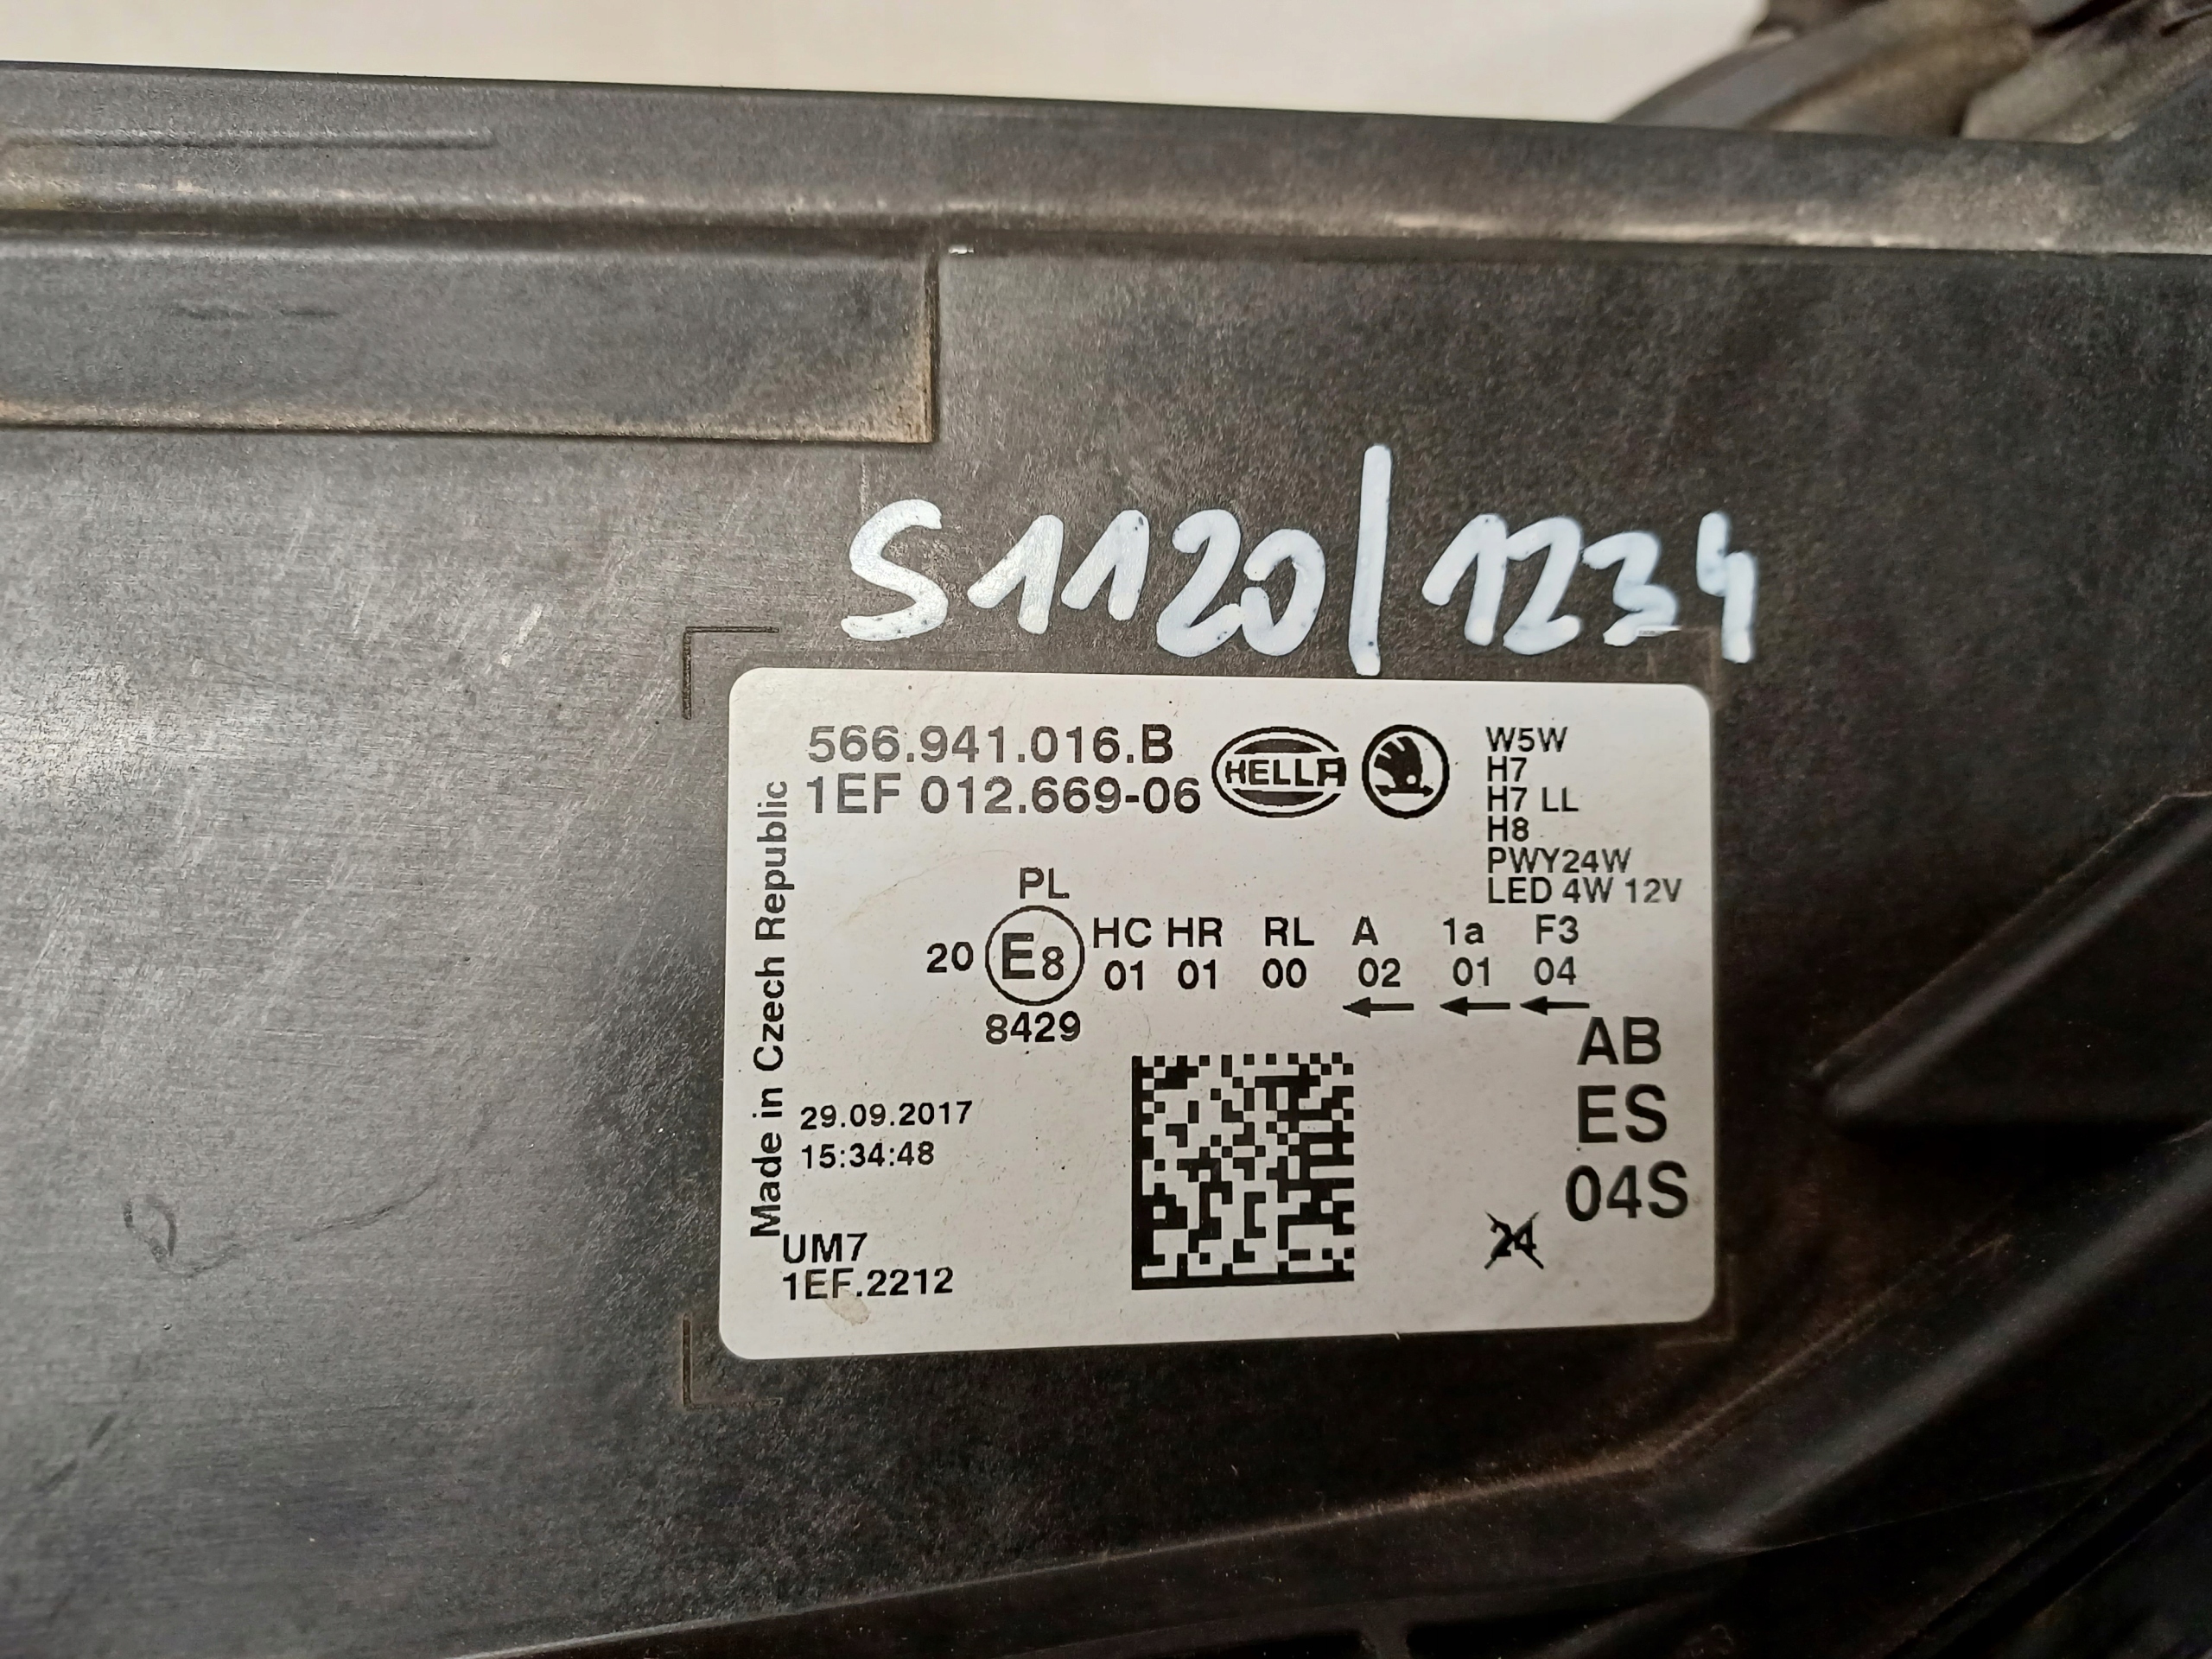 S1120/1234
566.941.016.B
1EF 012.669-06
HELLA
W5W
H7
H7 LL
H8
PWY24W
LED 4W 12V
Made in Czech Republic
PL
20 E8 HC HR RL A 1a F3
01 01 00 02 01 04
8429
AB
ES
04S
29.09.2017
15:34:48
24
UM7
1EF.2212